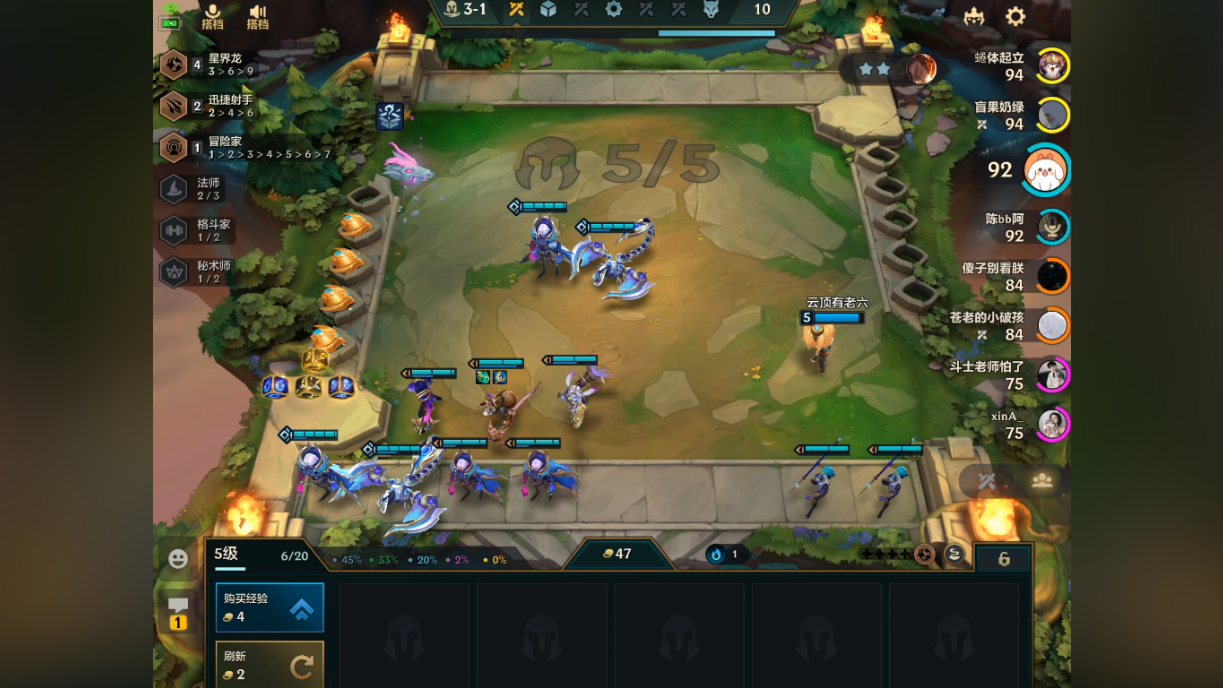 搭档
搭档
3-1
10
4 星界龙
3 > 6 > 9
2 迅捷射手
2 > 4 > 6
1 冒险家
1 > 2 > 3 > 4 > 5 > 6 > 7
法师
2 / 3
格斗家
1 / 2
秘术师
1 / 2
5/5
蜷体起立
94
盲果奶绿
94
92
陈bb阿
92
傻子别看朕
84
苍老的小破孩
84
斗士老师怕了
75
xinA
75
云顶有老六
5
5级
6/20
45% 33% 20% 2% 0%
47
1
购买经验
4
刷新
2
1